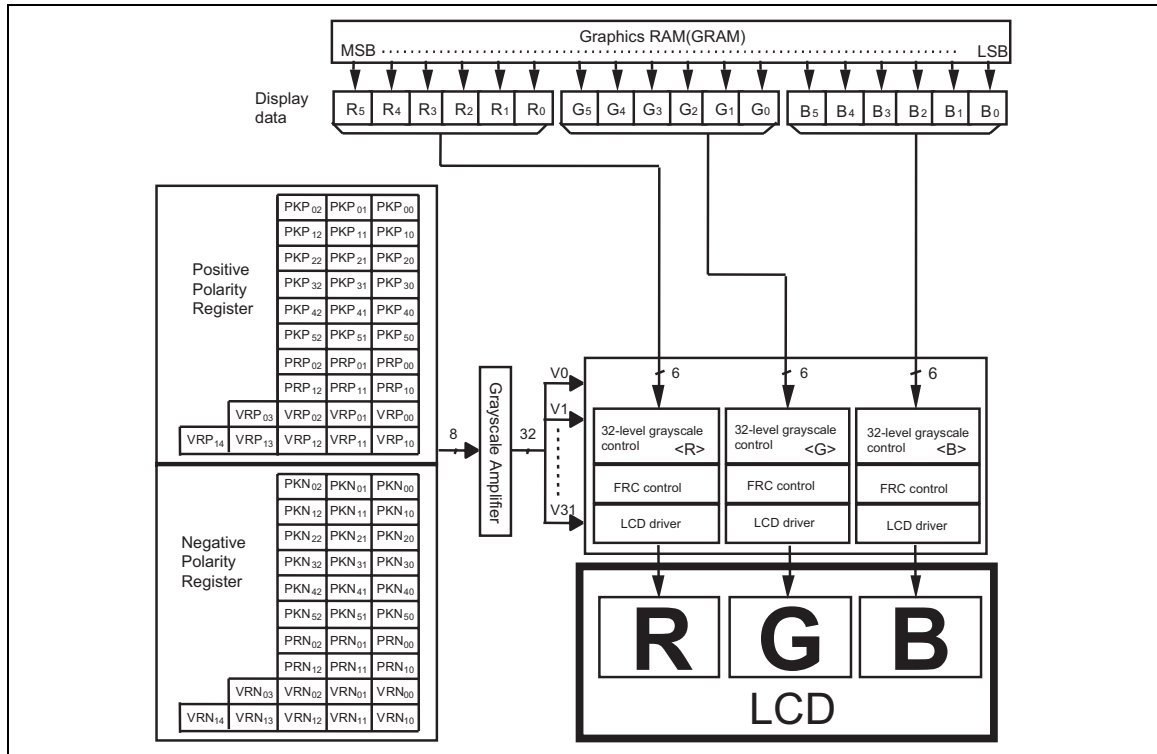 Graphics RAM(GRAM)
MSB LSB
Display
data
R5 R4 R3 R2 R1 R0 G5 G4 G3 G2 G1 G0 B5 B4 B3 B2 B1 B0
Positive
Polarity
Register
PKP02 PKP01 PKP00
PKP12 PKP11 PKP10
PKP22 PKP21 PKP20
PKP32 PKP31 PKP30
PKP42 PKP41 PKP40
PKP52 PKP51 PKP50
PRP02 PRP01 PRP00
PRP12 PRP11 PRP10
VRP03 VRP02 VRP01 VRP00
VRP14 VRP13 VRP12 VRP11 VRP10
Negative
Polarity
Register
PKN02 PKN01 PKN00
PKN12 PKN11 PKN10
PKN22 PKN21 PKN20
PKN32 PKN31 PKN30
PKN42 PKN41 PKN40
PKN52 PKN51 PKN50
PRN02 PRN01 PRN00
PRN12 PRN11 PRN10
VRN03 VRN02 VRN01 VRN00
VRN14 VRN13 VRN12 VRN11 VRN10
8
Grayscale Amplifier
32
V0
V1
V31
6 6 6
32-level grayscale
control <R>
FRC control
LCD driver
32-level grayscale
control <G>
FRC control
LCD driver
32-level grayscale
control <B>
FRC control
LCD driver
R G B
LCD